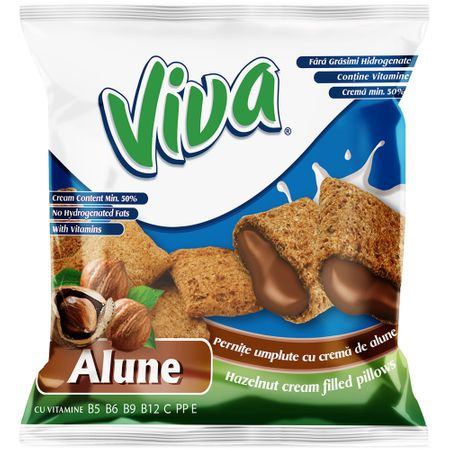 Viva®
Fără Grăsimi Hidrogenate
Conține Vitamine
Cremă min. 50%
Cream Content Min. 50%
No Hydrogenated Fats
With Vitamins
Alune
Pernițe umplute cu cremă de alune
Hazelnut cream filled pillows
CU VITAMINE B5 B6 B9 B12 C PP E